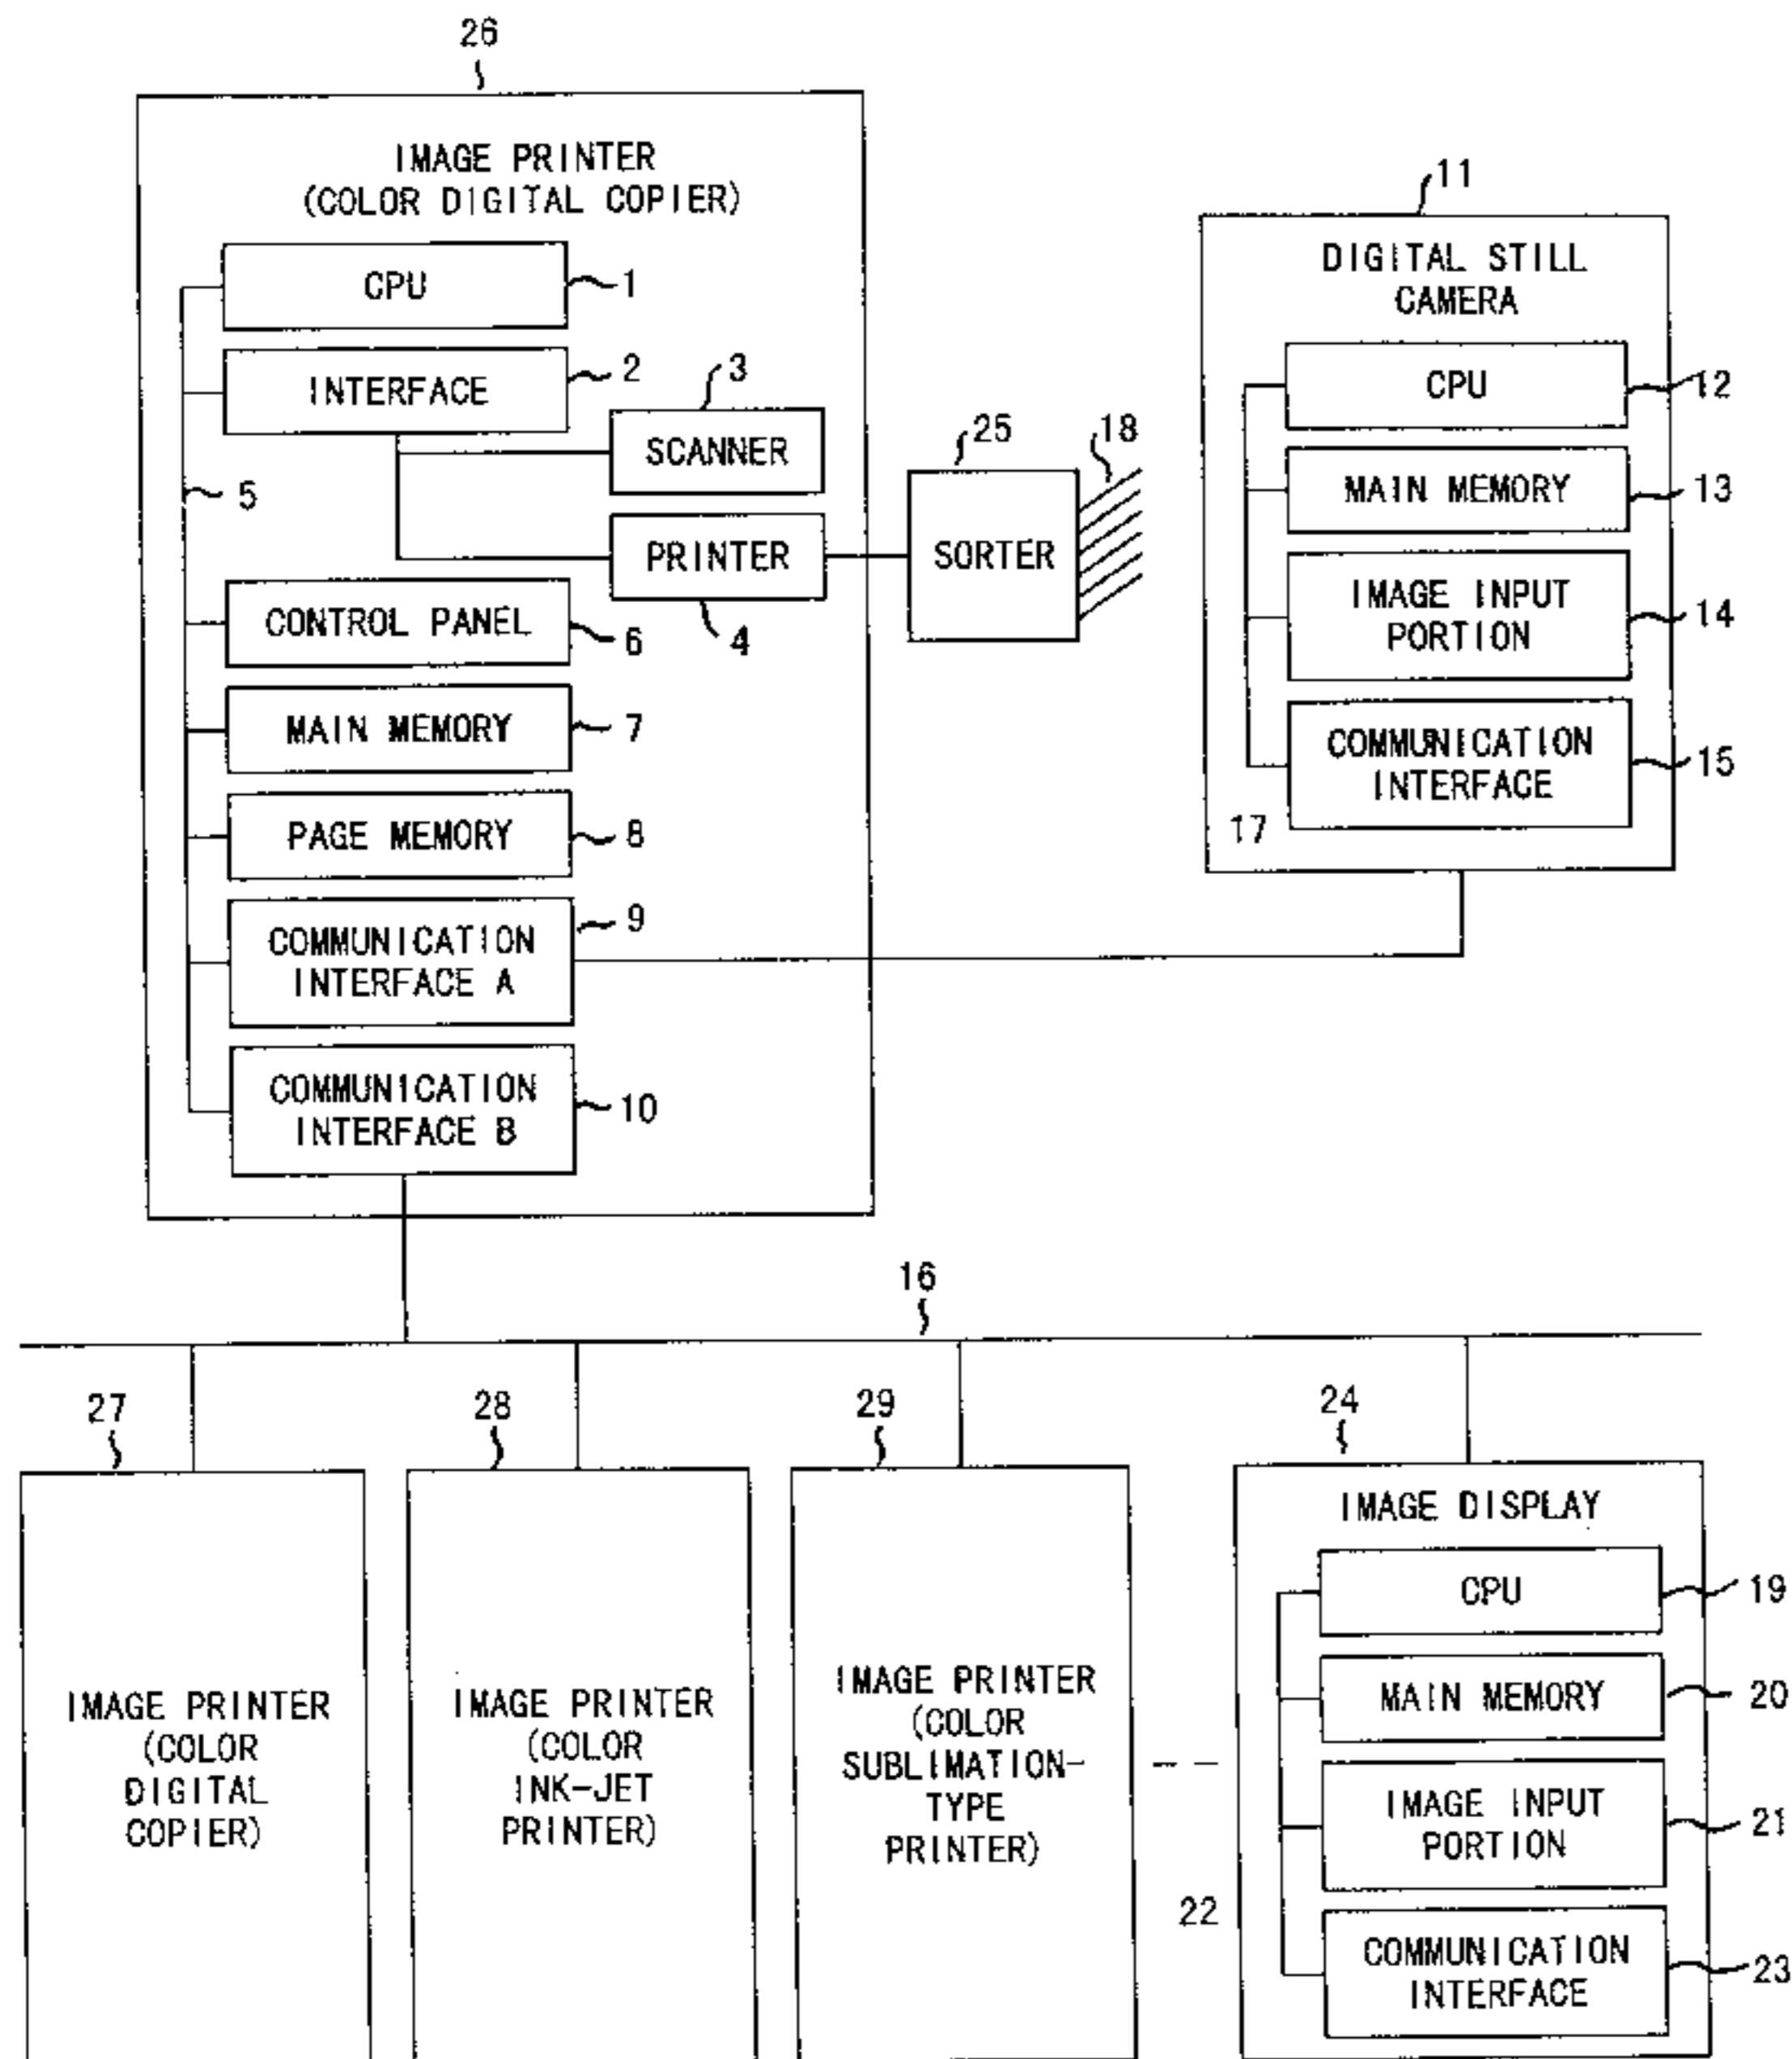 26
IMAGE PRINTER
(COLOR DIGITAL COPIER)
CPU
1
INTERFACE
2
3
SCANNER
5
PRINTER
4
CONTROL PANEL
6
MAIN MEMORY
7
PAGE MEMORY
8
COMMUNICATION
INTERFACE A
9
COMMUNICATION
INTERFACE B
10
25
SORTER
18
11
DIGITAL STILL
CAMERA
CPU
12
MAIN MEMORY
13
IMAGE INPUT
PORTION
14
COMMUNICATION
INTERFACE
15
17
16
27
IMAGE PRINTER
(COLOR
DIGITAL
COPIER)
28
IMAGE PRINTER
(COLOR
INK-JET
PRINTER)
29
IMAGE PRINTER
(COLOR
SUBLIMATION-
TYPE
PRINTER)
24
IMAGE DISPLAY
CPU
19
MAIN MEMORY
20
IMAGE INPUT
PORTION
21
22
COMMUNICATION
INTERFACE
23